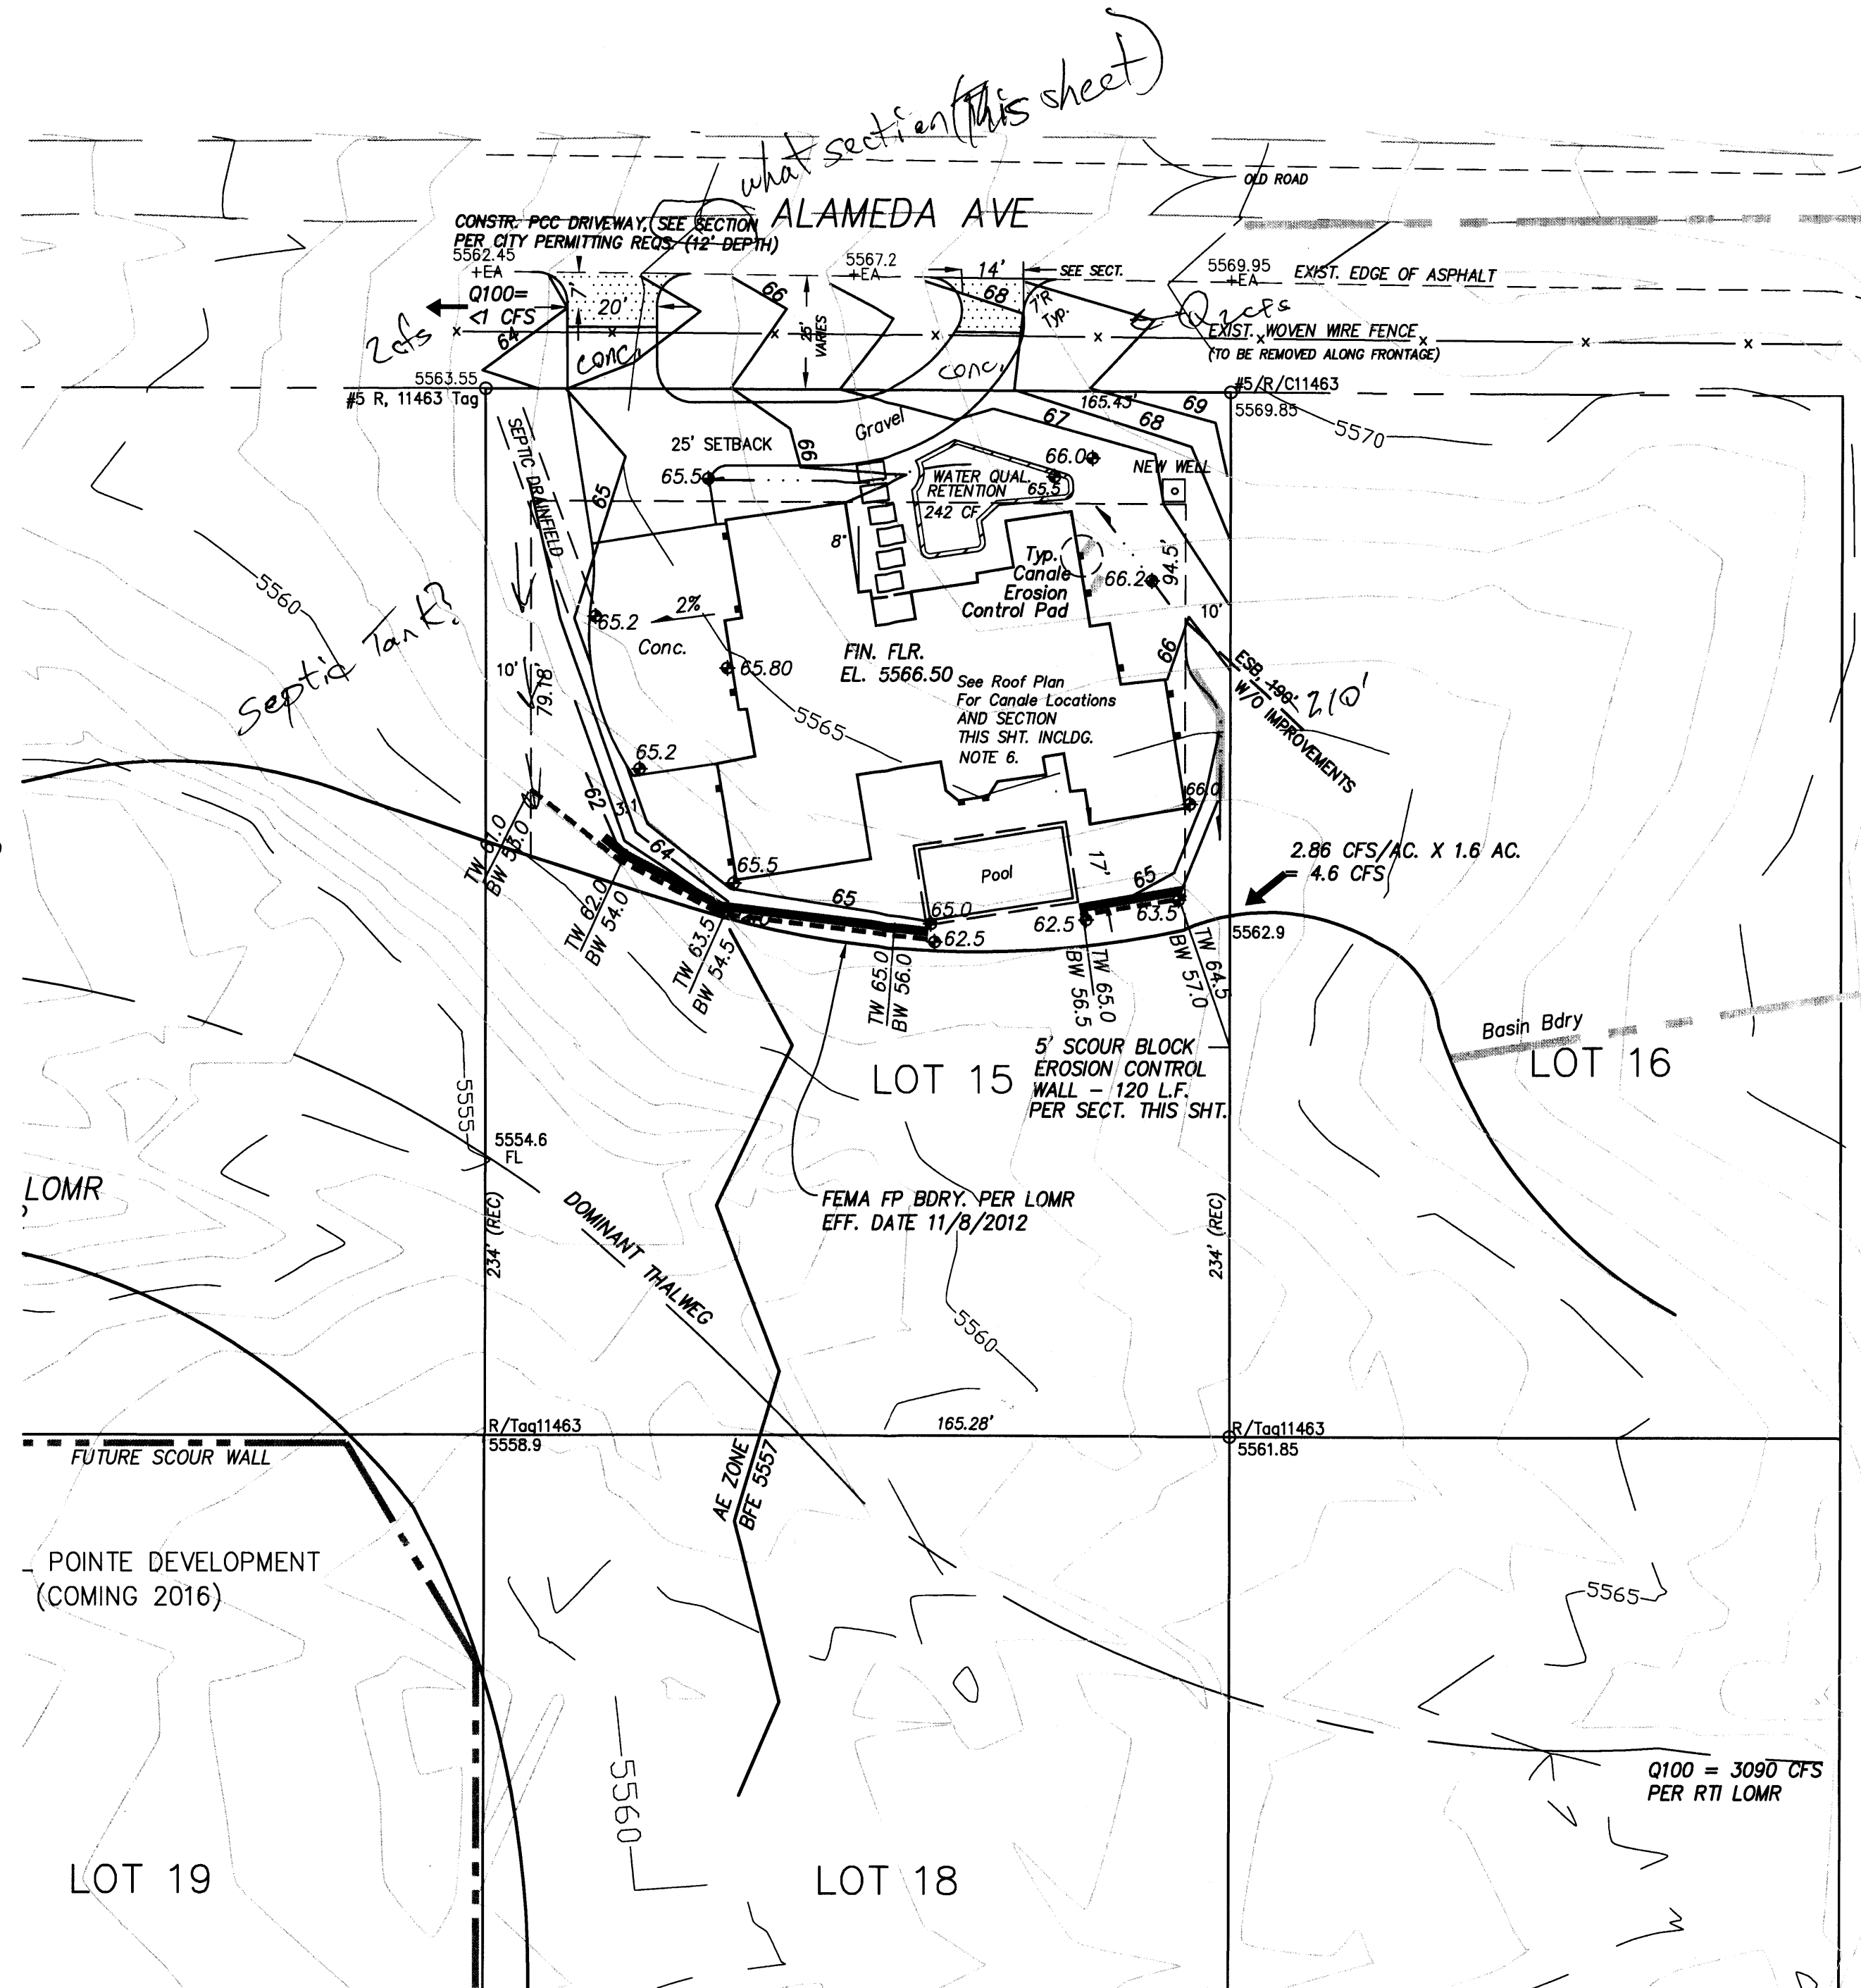 what section (this sheet)
OLD ROAD
ALAMEDA AVE
CONSTR. PCC DRIVEWAY, SEE SECTION
PER CITY PERMITTING REQS. (12' DEPTH)
5562.45
+EA
5567.2
+EA
14'
SEE SECT.
5569.95
+EA
EXIST. EDGE OF ASPHALT
Q100=
<1 CFS
7'
20'
66
68
7'R
Typ.
2 cfs
64
conc.
25'
VARIES
conc.
Q 2 cfs
EXIST. WOVEN WIRE FENCE
(TO BE REMOVED ALONG FRONTAGE)
5563.55
#5 R, 11463 Tag
#5/R/C11463
5569.85
165.43'
69
68
67
5570
Gravel
25' SETBACK
66
SEPTIC DRAINFIELD
65
65.5
WATER QUAL.
RETENTION
242 CF
65.5
66.0
NEW WELL
8'
Typ.
Canale
Erosion
Control Pad
66.2
94.5'
10'
5560
Septic Tank?
65.2
2%
Conc.
65.80
10'
79.18'
FIN. FLR.
EL. 5566.50
See Roof Plan
For Canale Locations
AND SECTION
THIS SHT. INCLDG.
NOTE 6.
5565
66
ESB, 190'
210'
W/O IMPROVEMENTS
65.2
62
3:1
64
66.0
TW 61.0
BW 53.0
TW 62.0
BW 54.0
65.5
65
Pool
17'
65
2.86 CFS/AC. X 1.6 AC.
= 4.6 CFS
65.0
62.5
62.5
63.5
5562.9
TW 63.5
BW 54.5
TW 65.0
BW 56.0
TW 65.0
BW 56.5
TW 64.5
BW 57.0
Basin Bdry
5' SCOUR BLOCK
EROSION CONTROL
WALL – 120 L.F.
PER SECT. THIS SHT.
LOT 15
LOT 16
5555
5554.6
FL
LOMR
234' (REC)
DOMINANT THALWEG
FEMA FP BDRY. PER LOMR
EFF. DATE 11/8/2012
234' (REC)
5560
R/Tag11463
5558.9
165.28'
R/Tag11463
5561.85
FUTURE SCOUR WALL
AE ZONE
BFE 5557
POINTE DEVELOPMENT
(COMING 2016)
5565
5560
Q100 = 3090 CFS
PER RTI LOMR
LOT 19
LOT 18